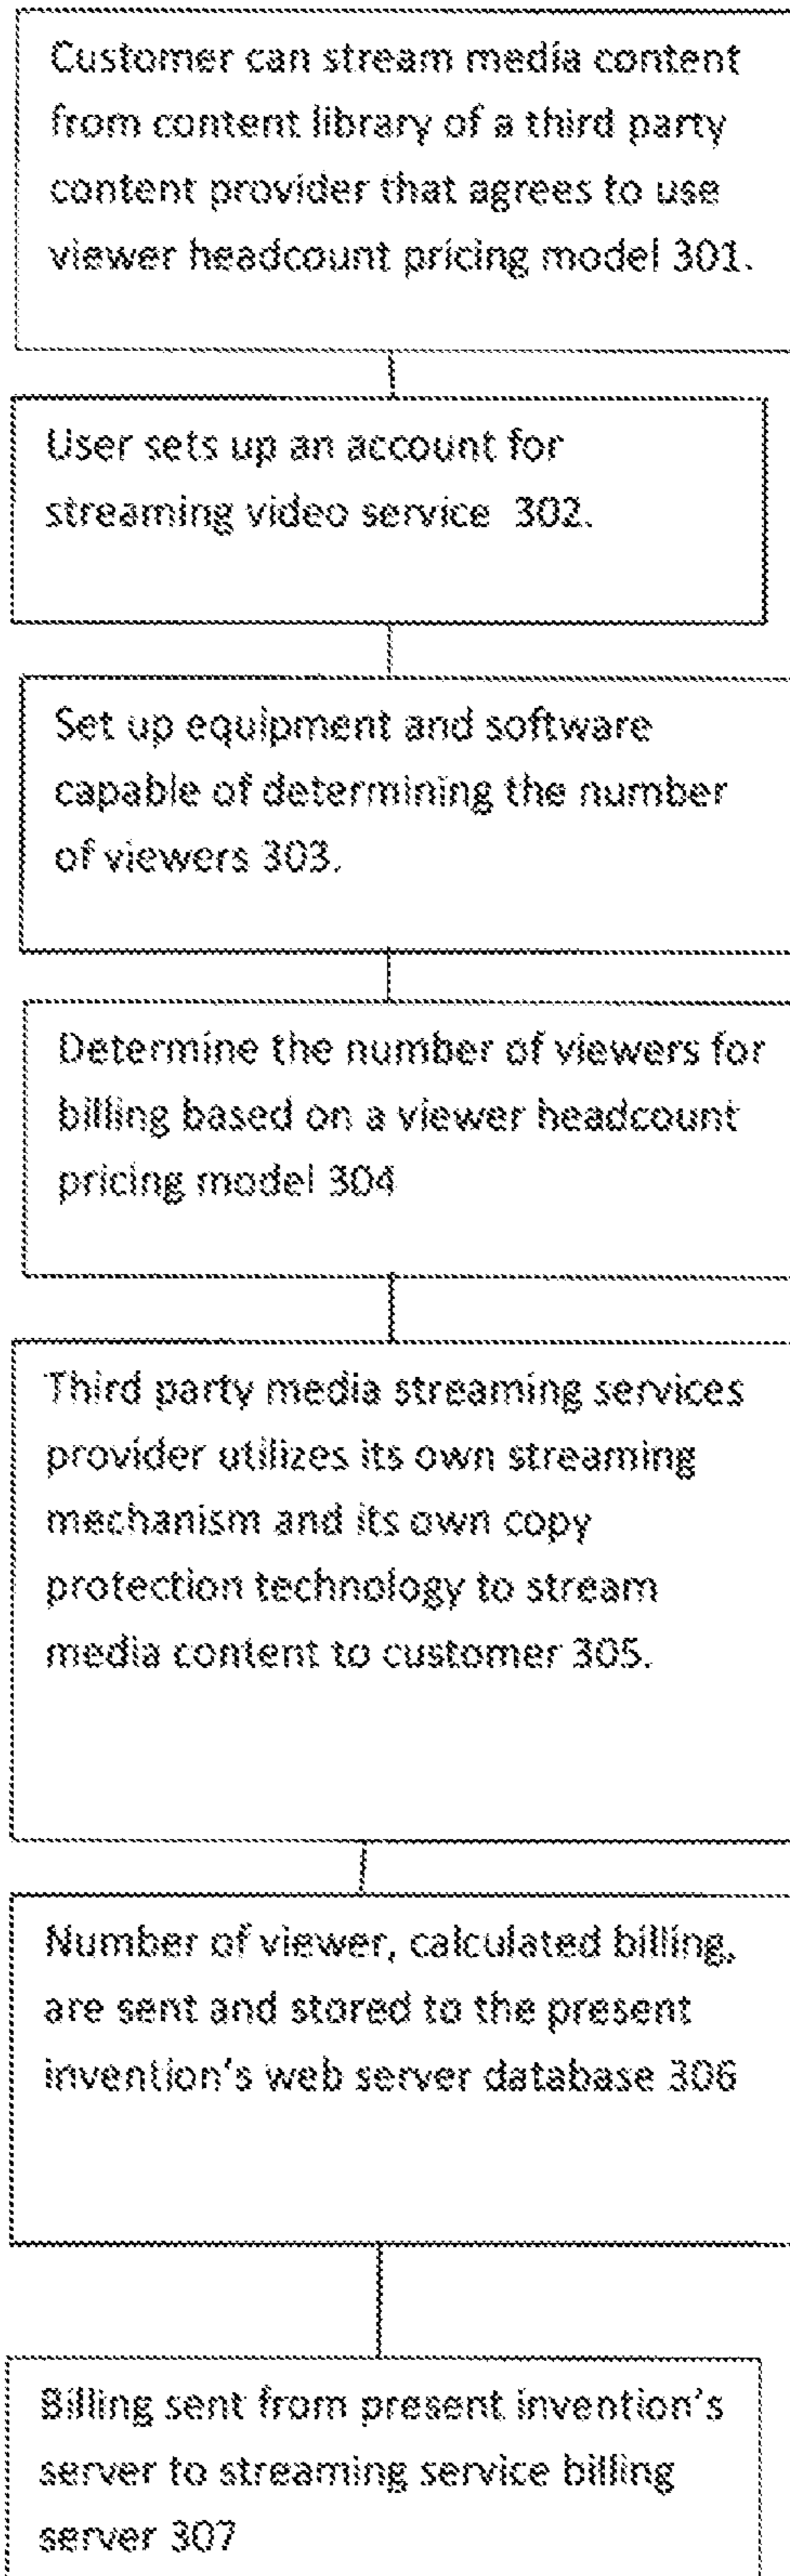 Customer can stream media content
from content library of a third party
content provider that agrees to use
viewer headcount pricing model 301.
User sets up an account for
streaming video service 302.
Set up equipment and software
capable of determining the number
of viewers 303.
Determine the number of viewers for
billing based on a viewer headcount
pricing model 304
Third party media streaming services
provider utilizes its own streaming
mechanism and its own copy
protection technology to stream
media content to customer 305.
Number of viewer, calculated billing,
are sent and stored to the present
invention's web server database 306
Billing sent from present invention's
server to streaming service billing
server 307